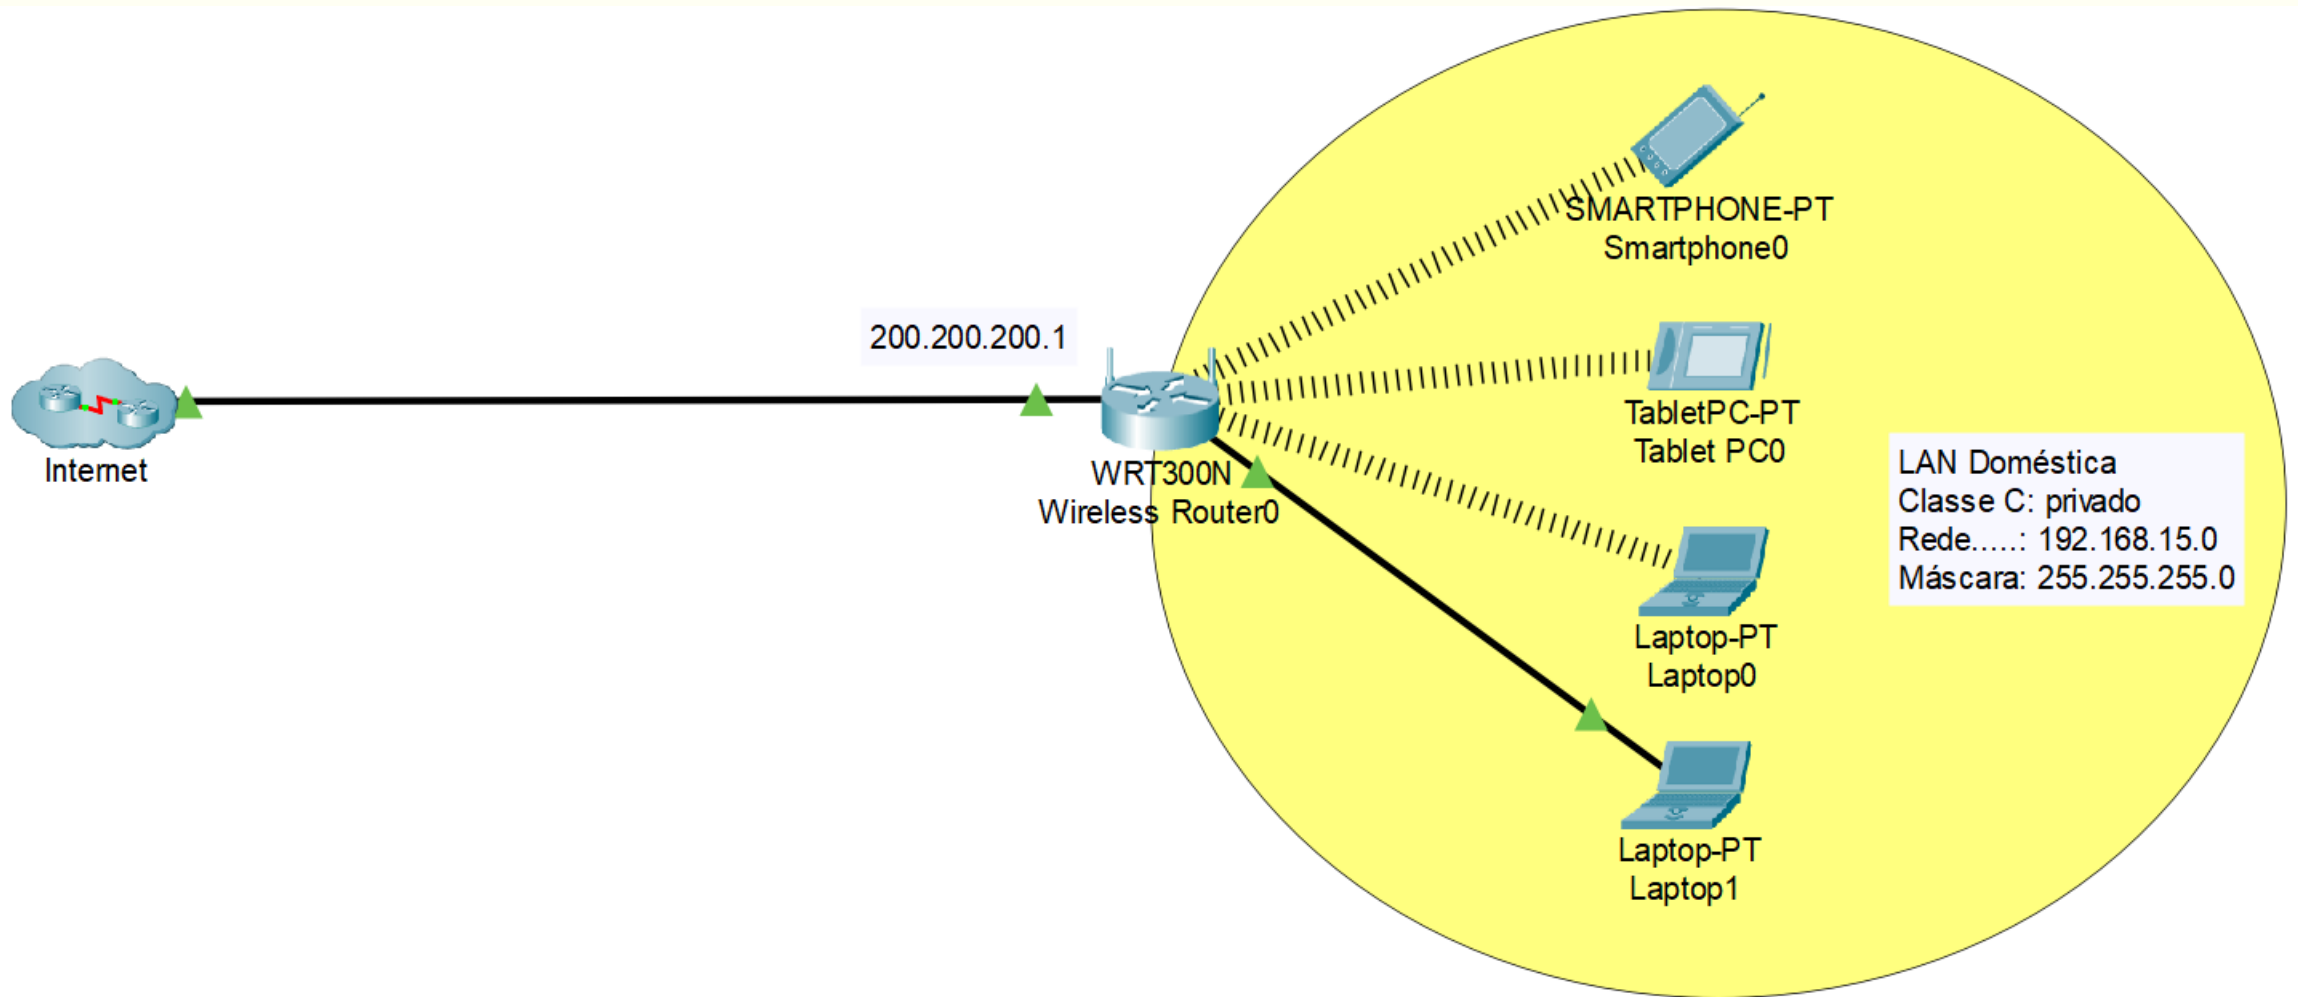 Internet
200.200.200.1
WRT300N
Wireless Router0
SMARTPHONE-PT
Smartphone0
TabletPC-PT
Tablet PC0
Laptop-PT
Laptop0
Laptop-PT
Laptop1
LAN Doméstica
Classe C: privado
Rede.....: 192.168.15.0
Máscara: 255.255.255.0